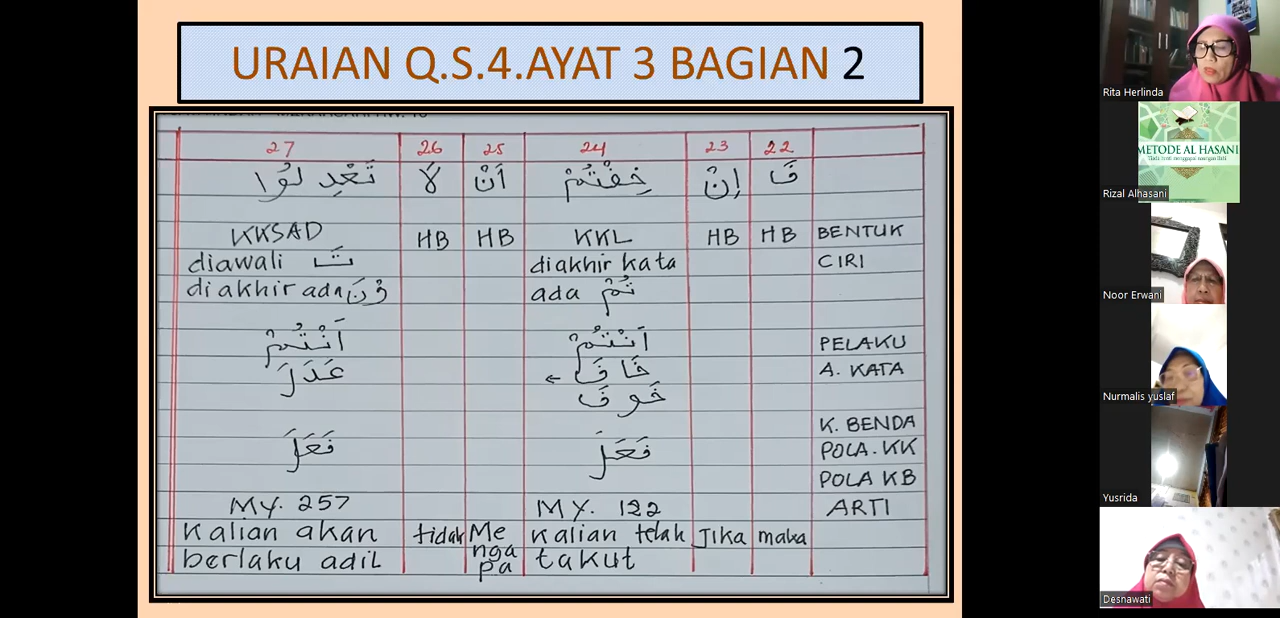 URAIAN Q.S.4.AYAT 3 BAGIAN 2
27 26 25 24 23 22
تَعْدِلُوْا لَا اَنْ خِفْتُمْ اِنْ فَ
KKSAD HB HB KKL HB HB BENTUK
diawali تَ diakhir kata CIRI
diakhir ada وْنَ ada تُمْ
اَنْتُمْ اَنْتُمْ PELAKU
عَدَلَ خَافَ ← A. KATA
خَوَفَ
K. BENDA
فَعَلَ فَعَلَ POLA. KK
POLA KB
MY. 257 MY. 122 ARTI
Kalian akan tidak Me kalian telah Jika maka
berlaku adil nga takut
pa
Rita Herlinda
METODE AL HASANI
Rizal Alhasani
Noor Erwani
Nurmalis yuslaf
Yusrida
Desnawati